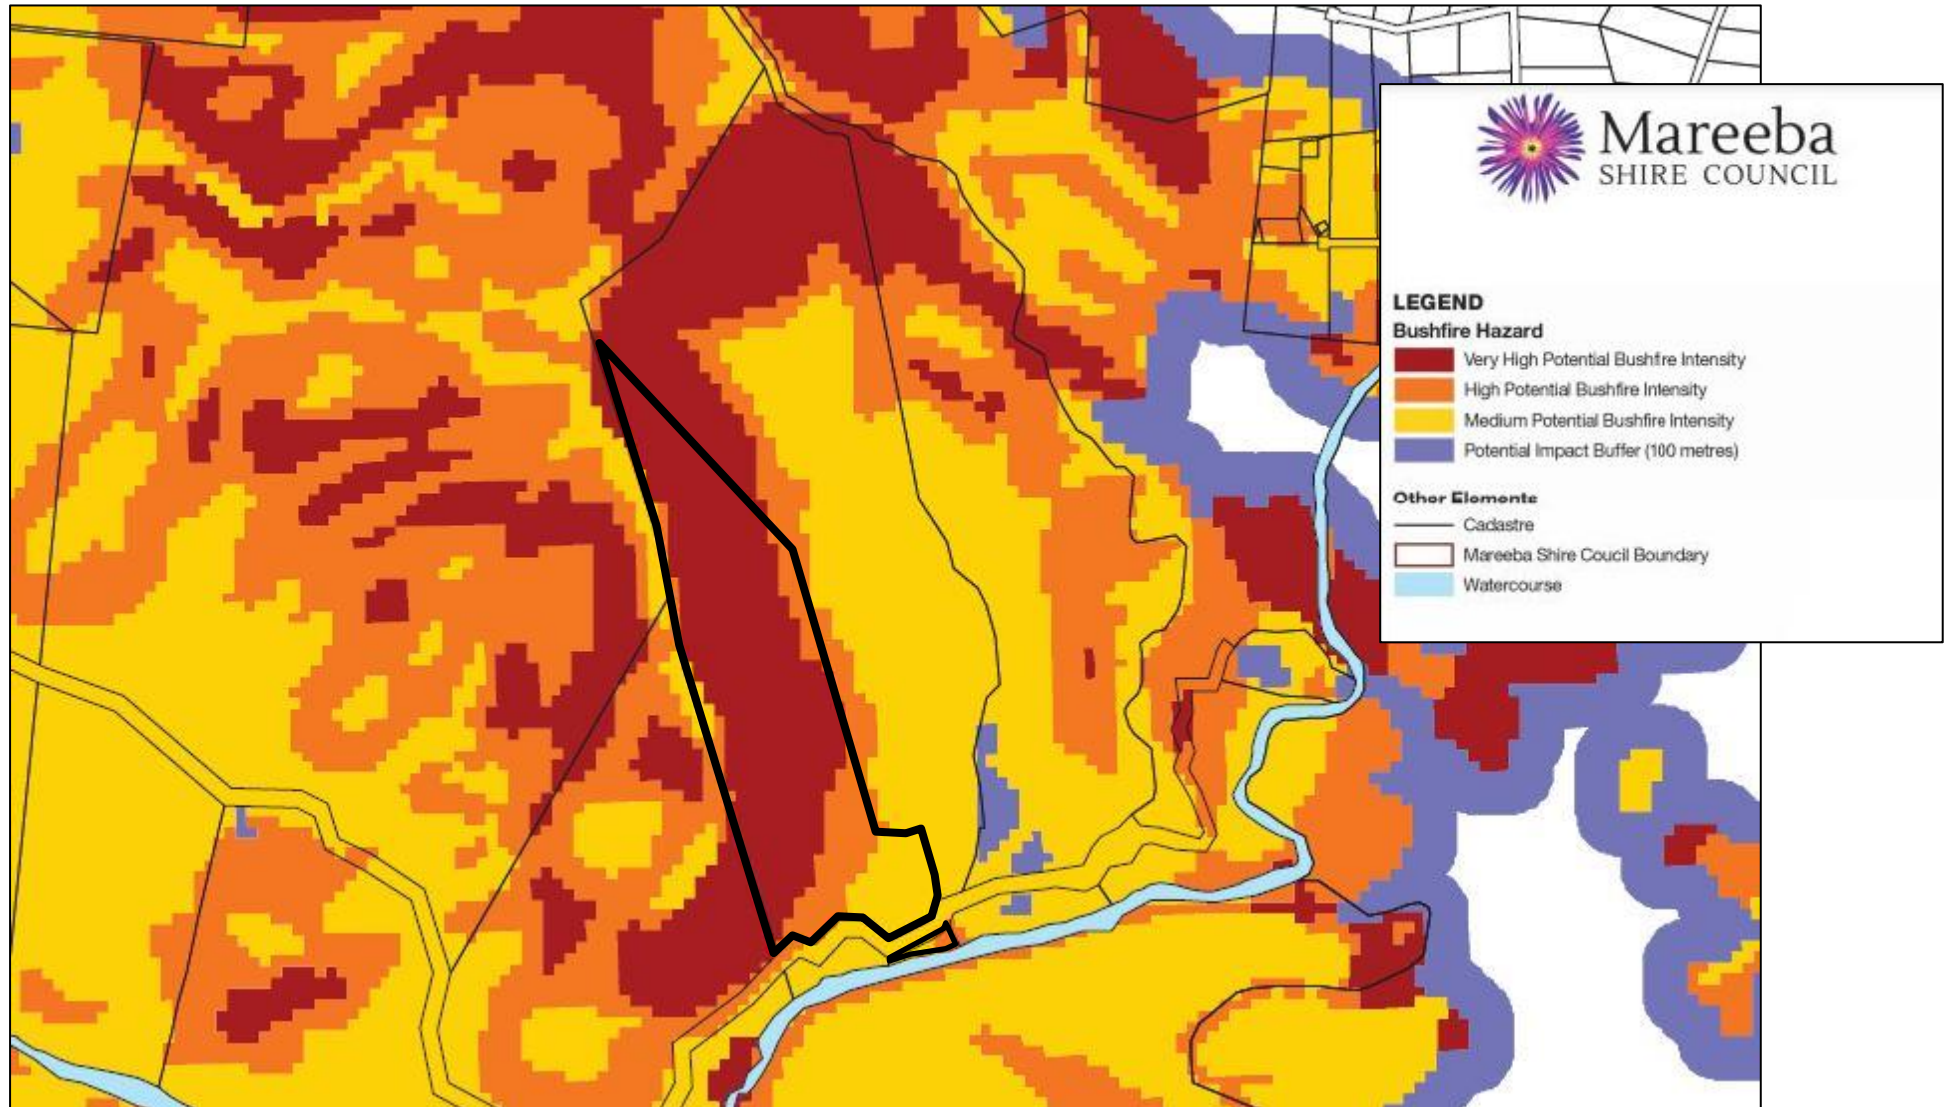 Mareeba
SHIRE COUNCIL
LEGEND
Bushfire Hazard
Very High Potential Bushfire Intensity
High Potential Bushfire Intensity
Medium Potential Bushfire Intensity
Potential Impact Buffer (100 metres)
Other Elements
Cadastre
Mareeba Shire Coucil Boundary
Watercourse